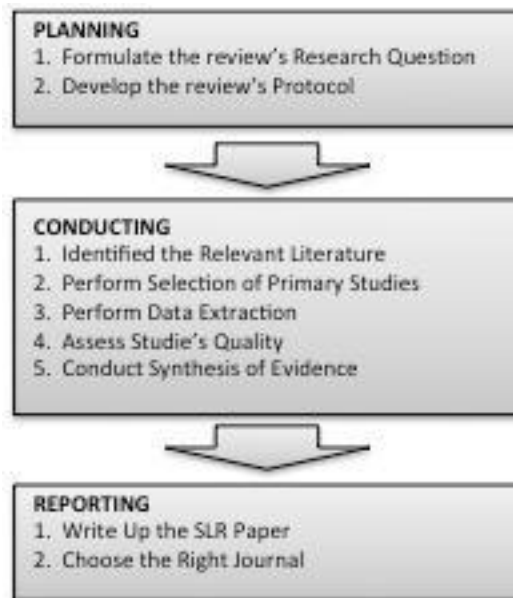 PLANNING
1. Formulate the review's Research Question
2. Develop the review's Protocol
CONDUCTING
1. Identified the Relevant Literature
2. Perform Selection of Primary Studies
3. Perform Data Extraction
4. Assess Studie's Quality
5. Conduct Synthesis of Evidence
REPORTING
1. Write Up the SLR Paper
2. Choose the Right Journal